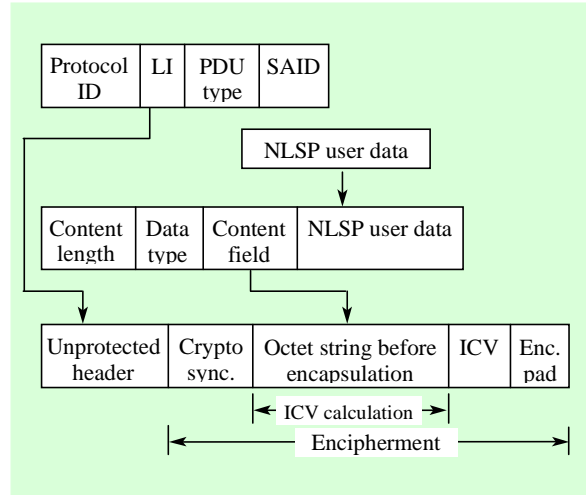 Protocol ID
LI
PDU type
SAID
NLSP user data
Content length
Data type
Content field
NLSP user data
Unprotected header
Crypto sync.
Octet string before encapsulation
ICV
Enc. pad
ICV calculation
Encipherment